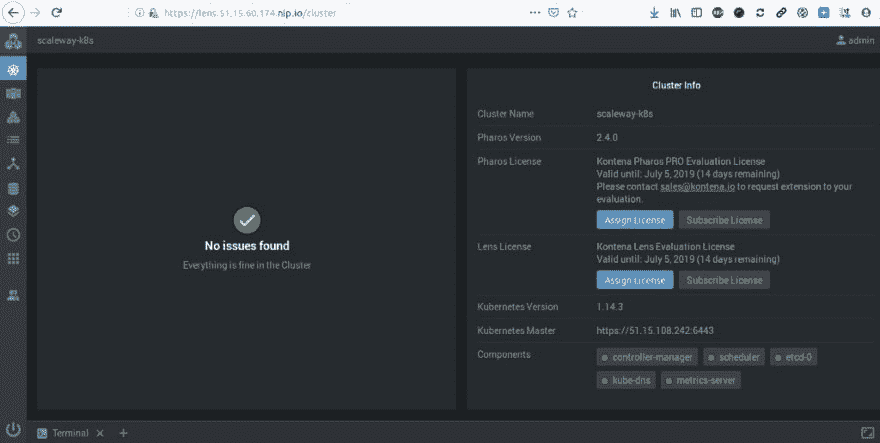 https://lens.51.15.60.174.nip.io/cluster
scaleway-k8s
admin
No issues found
Everything is fine in the Cluster
Cluster Info
Cluster Name scaleway-k8s
Pharos Version 2.4.0
Pharos License Kontena Pharos PRO Evaluation License
Valid until: July 5, 2019 (14 days remaining)
Please contact sales@kontena.io to request extension to your
evaluation.
Assign License Subscribe License
Lens License Kontena Lens Evaluation License
Valid until: July 5, 2019 (14 days remaining)
Assign License Subscribe License
Kubernetes Version 1.14.3
Kubernetes Master https://51.15.108.242:6443
Components controller-manager scheduler etcd-0
kube-dns metrics-server
Terminal